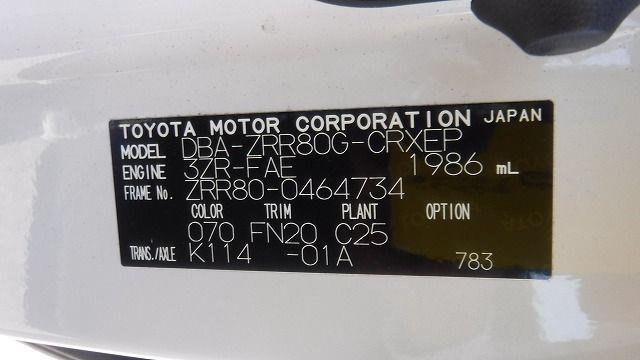 TOYOTA MOTOR CORPORATION JAPAN
MODEL DBA-ZRR80G-CRXEP
ENGINE 3ZR-FAE 1986 mL
FRAME No. ZRR80-0464734
COLOR TRIM PLANT OPTION
070 FN20 C25
TRANS./AXLE K114 -01A 783